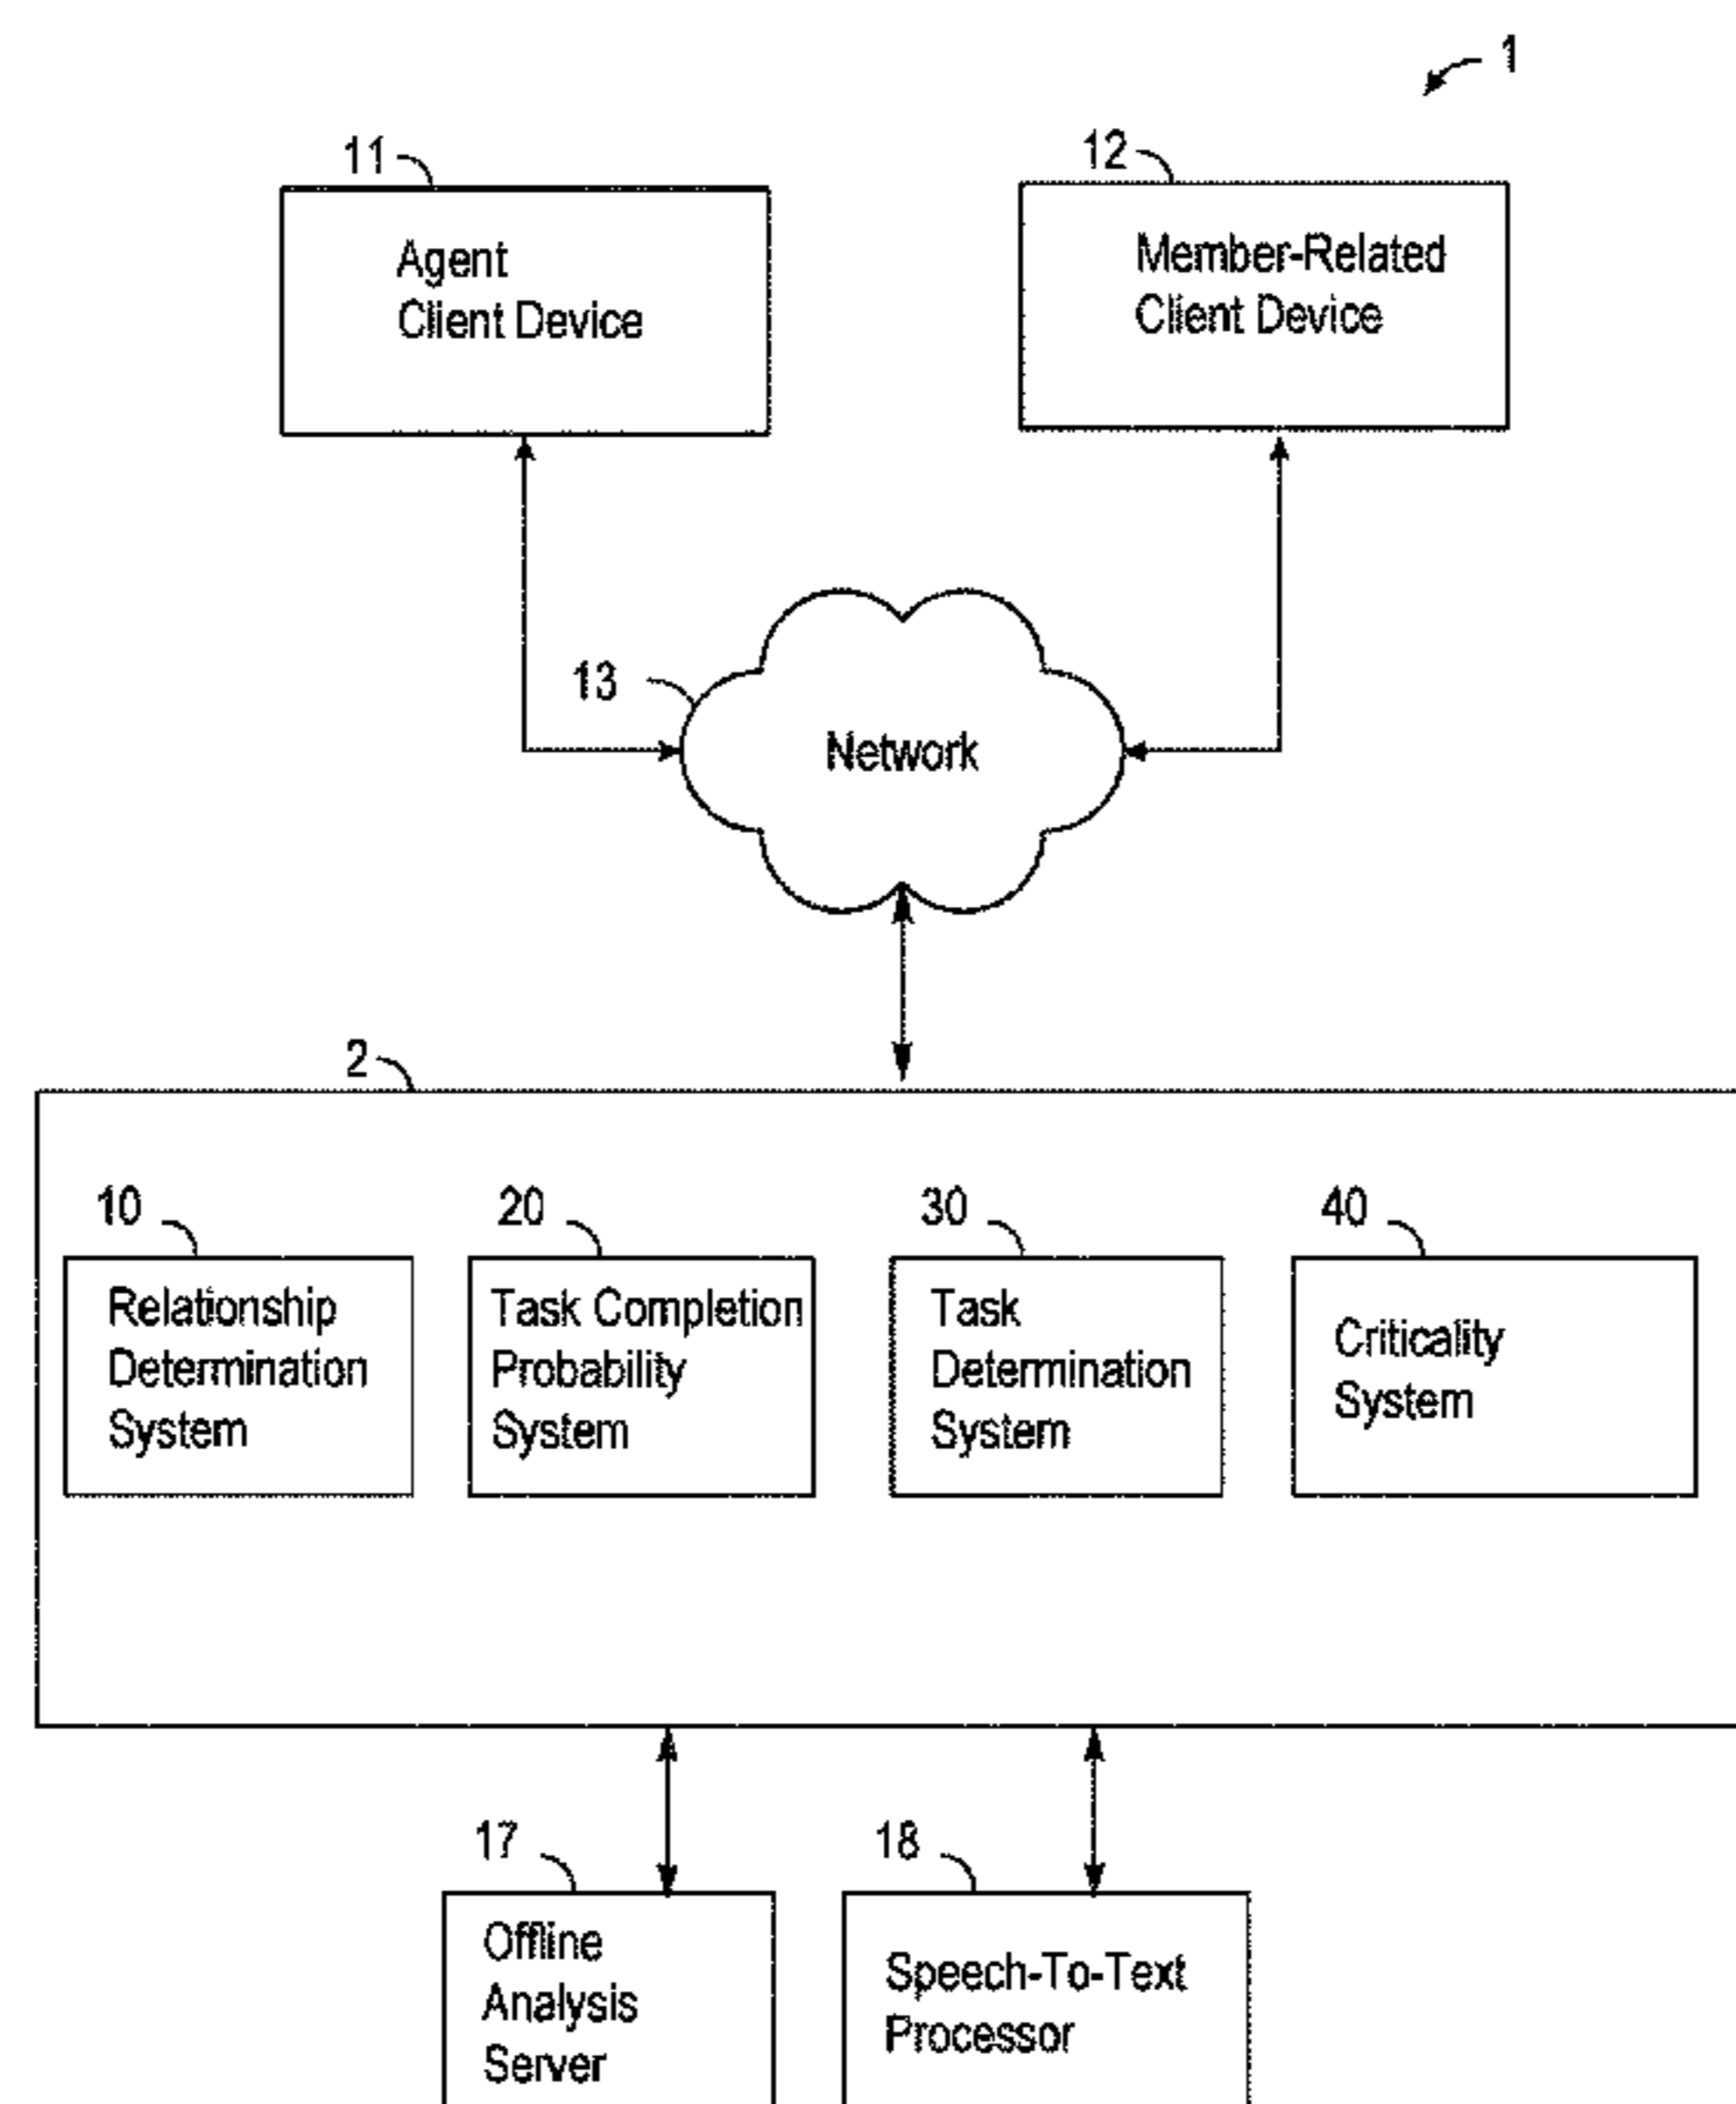 1
11
12
Agent
Client Device
Member-Related
Client Device
13
Network
2
10
20
30
40
Relationship
Determination
System
Task Completion
Probability
System
Task
Determination
System
Criticality
System
17
18
Offline
Analysis
Server
Speech-To-Text
Processor